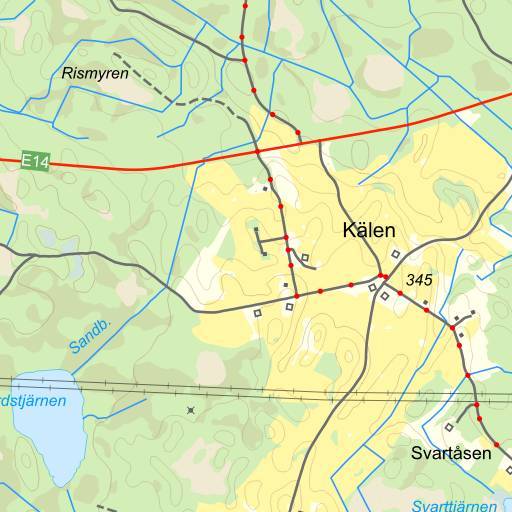 Rismyren
E14
Kälen
345
Sandb.
rdstjärnen
Svartåsen
Svarttjärnen